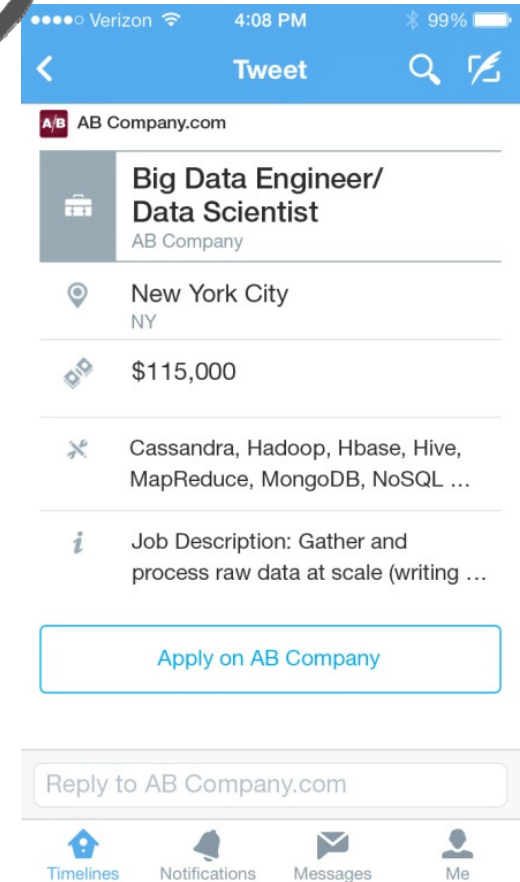 Verizon 4:08 PM 99%
Tweet
A/B AB Company.com
Big Data Engineer/
Data Scientist
AB Company
New York City
NY
$115,000
Cassandra, Hadoop, Hbase, Hive,
MapReduce, MongoDB, NoSQL ...
i Job Description: Gather and
process raw data at scale (writing ...
Apply on AB Company
Reply to AB Company.com
Timelines Notifications Messages Me